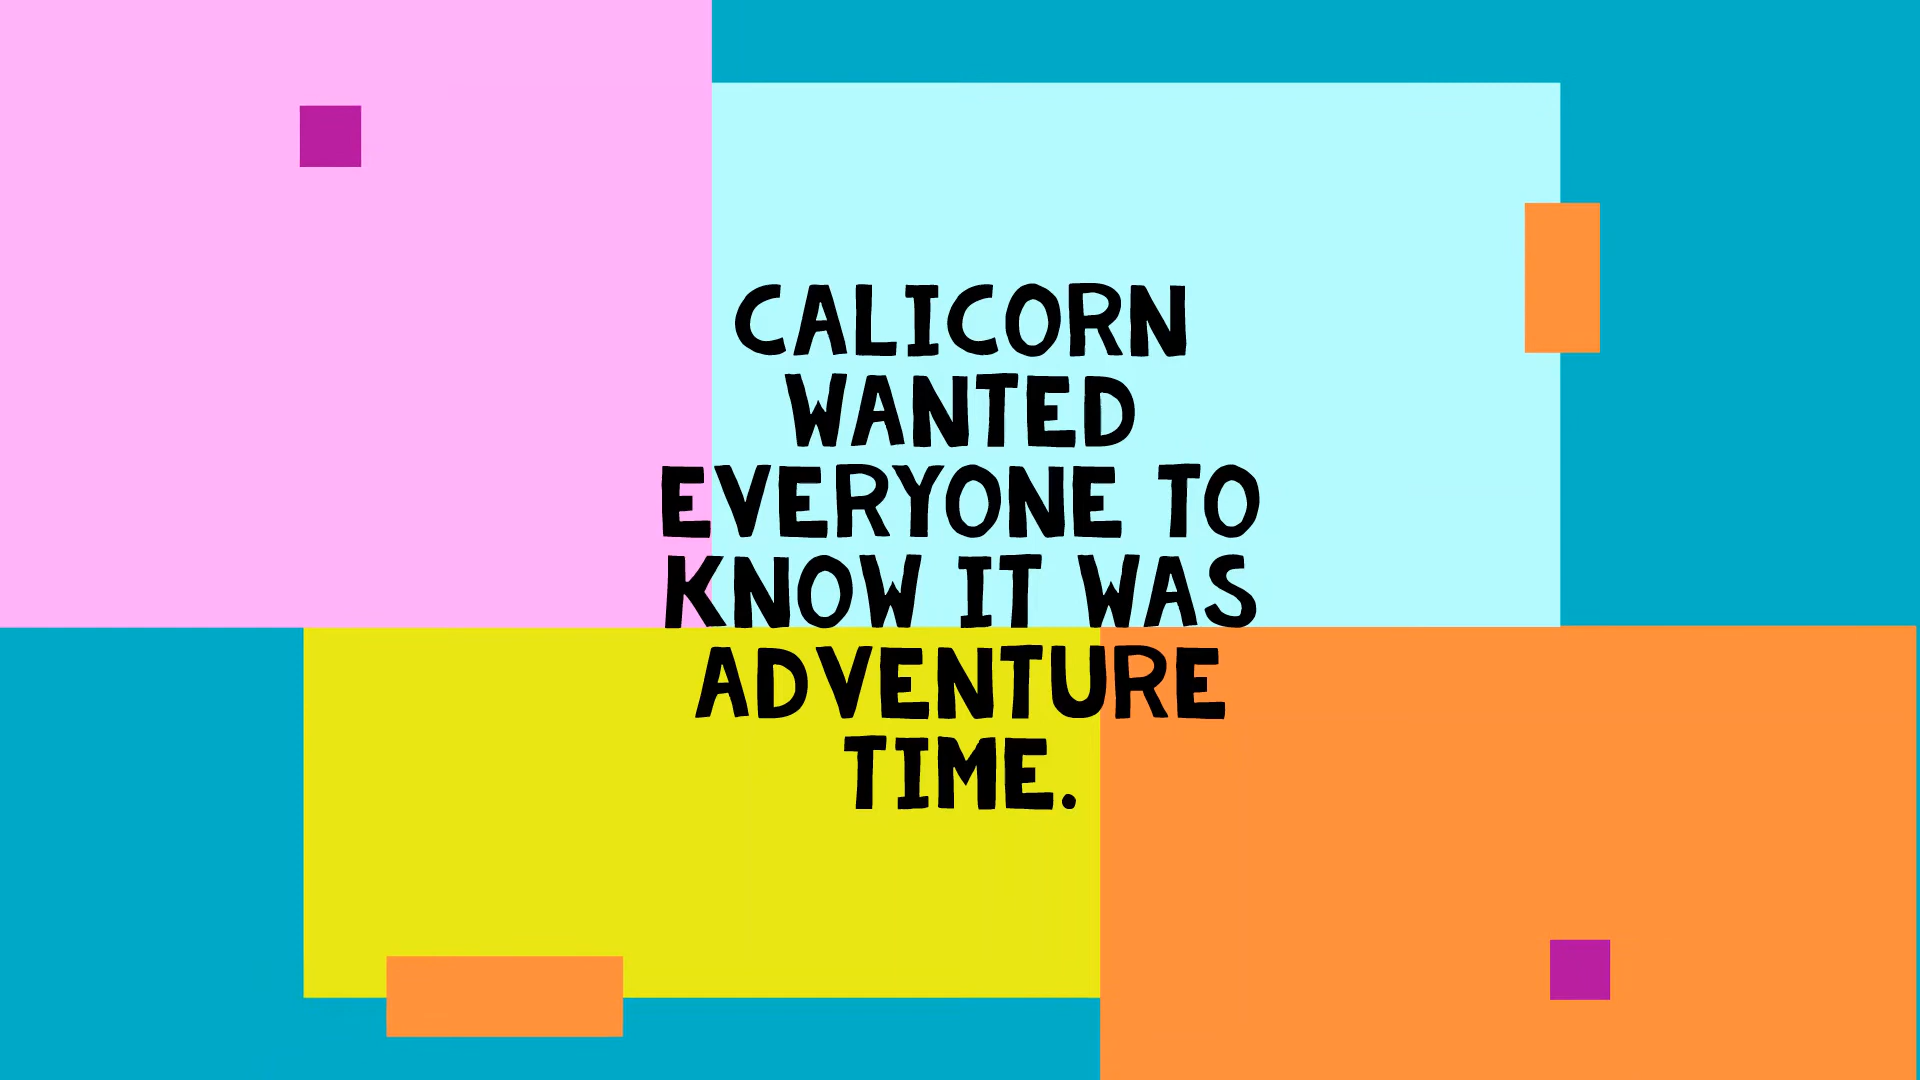 CALICORN
WANTED
EVERYONE TO
KNOW IT WAS
ADVENTURE
TIME.